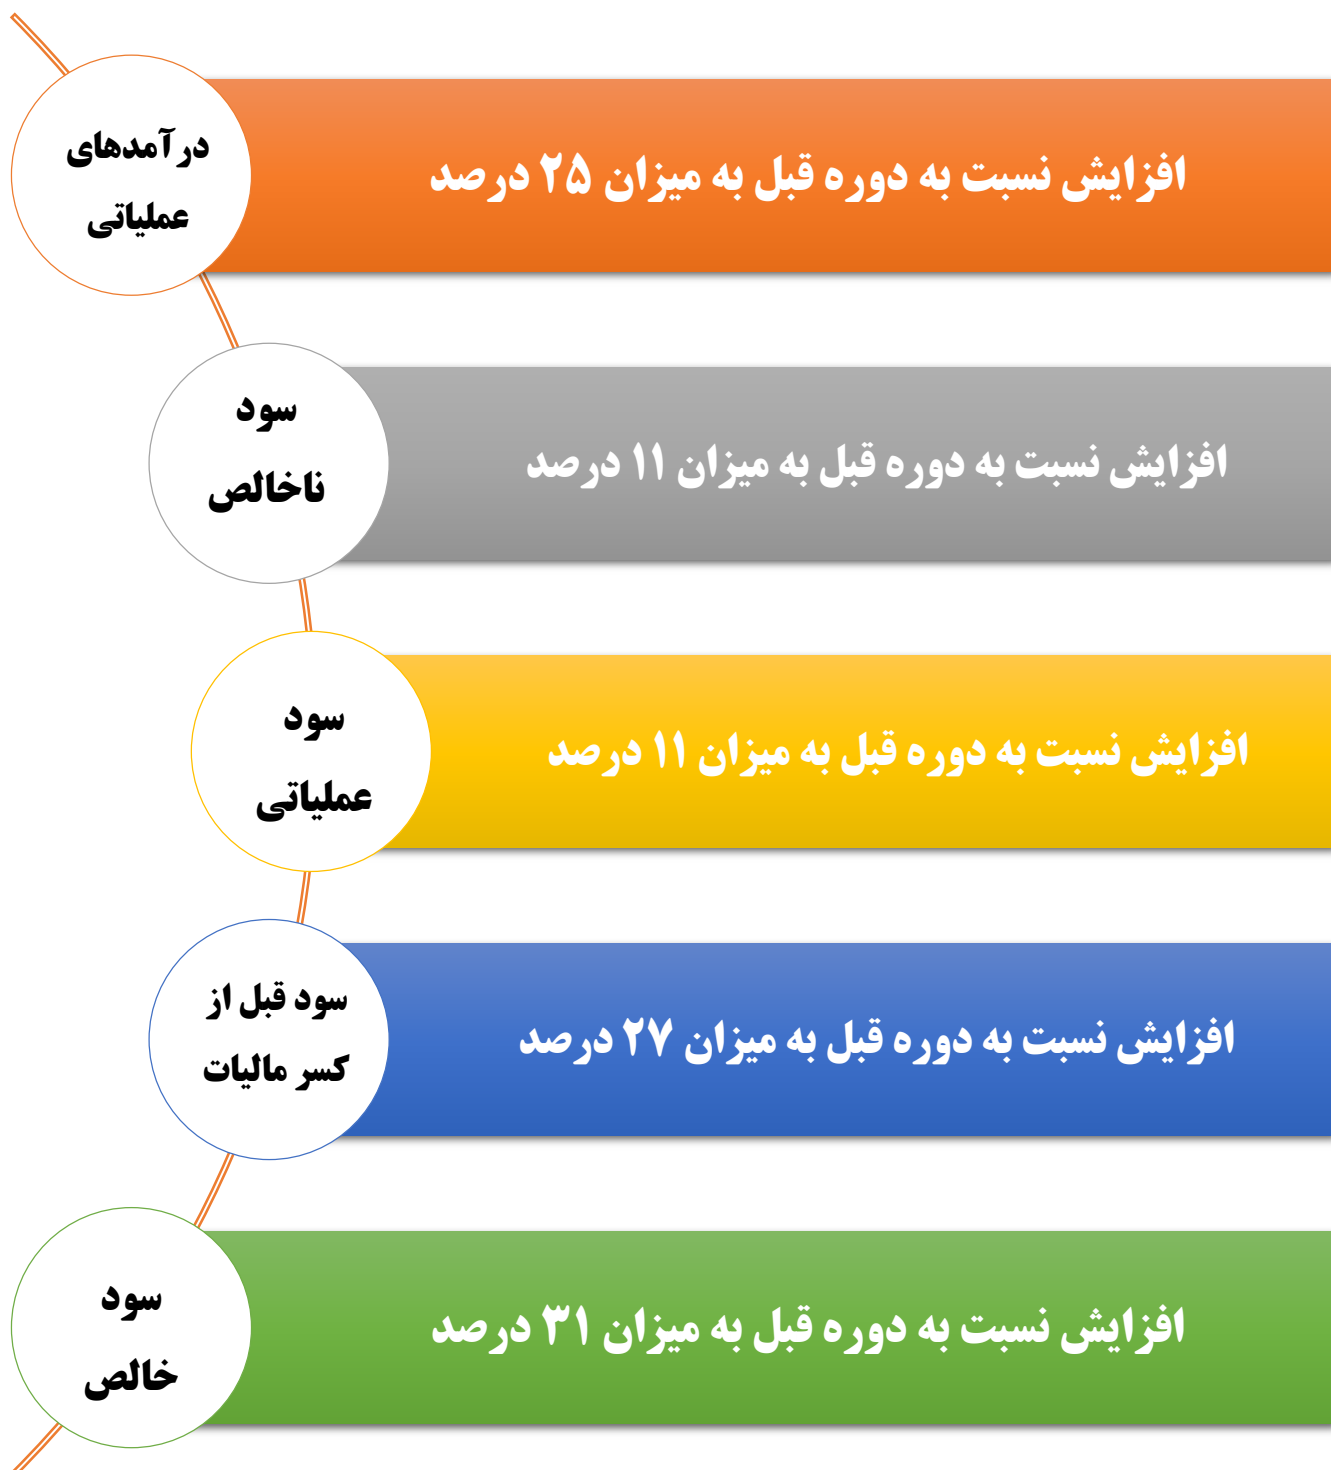 درآمدهای
عملیاتی
افزایش نسبت به دوره قبل به میزان ۲۵ درصد
سود
ناخالص
افزایش نسبت به دوره قبل به میزان ۱۱ درصد
سود
عملیاتی
افزایش نسبت به دوره قبل به میزان ۱۱ درصد
سود قبل از
کسر مالیات
افزایش نسبت به دوره قبل به میزان ۲۷ درصد
سود
خالص
افزایش نسبت به دوره قبل به میزان ۳۱ درصد